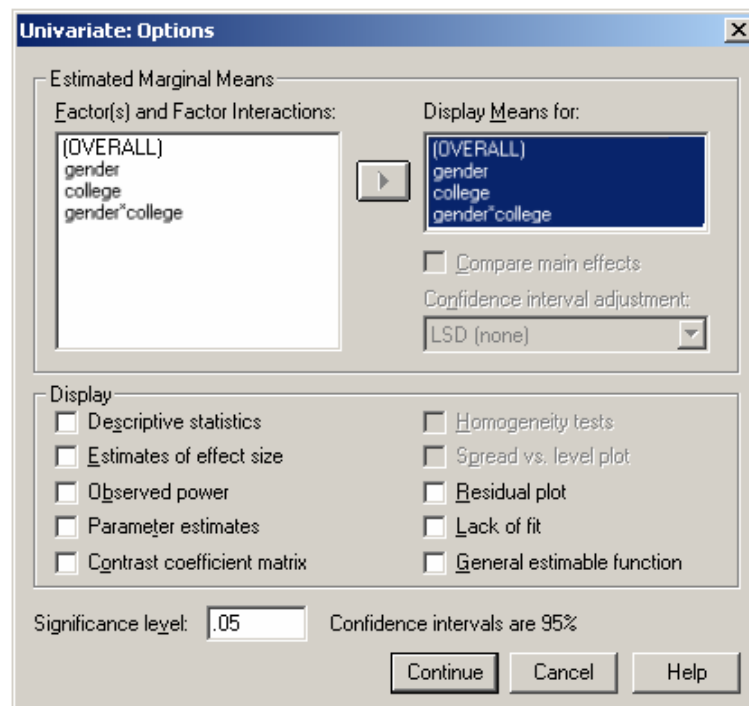 Univariate: Options
Estimated Marginal Means
Factor(s) and Factor Interactions:
(OVERALL)
gender
college
gender*college
Display Means for:
(OVERALL)
gender
college
gender*college
Compare main effects
Confidence interval adjustment:
LSD (none)
Display
Descriptive statistics
Estimates of effect size
Observed power
Parameter estimates
Contrast coefficient matrix
Homogeneity tests
Spread vs. level plot
Residual plot
Lack of fit
General estimable function
Significance level: .05 Confidence intervals are 95%
Continue Cancel Help